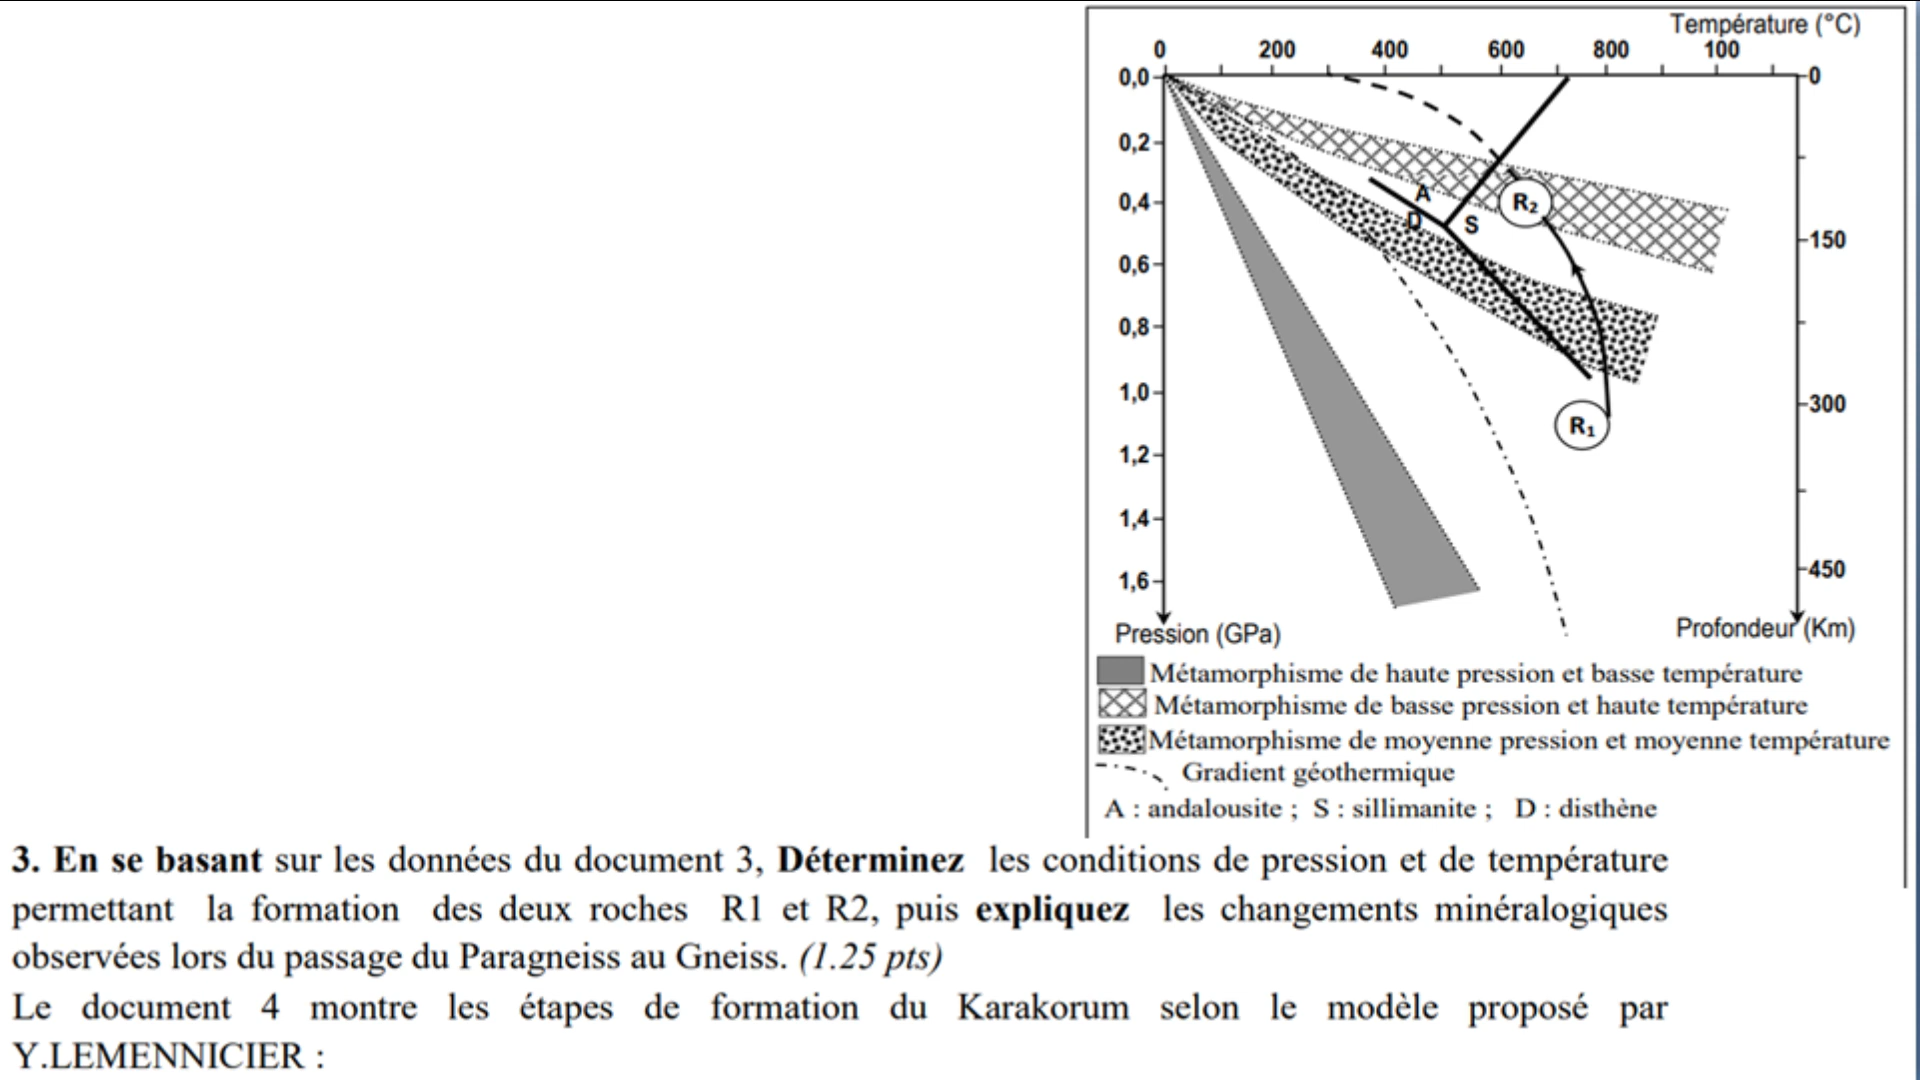 Température (°C)
0 200 400 600 800 100
0,0 0
0,2
A
R₂
0,4
D S
150
0,6
0,8
1,0 300
R₁
1,2
1,4
450
1,6
Pression (GPa) Profondeur (Km)
Métamorphisme de haute pression et basse température
Métamorphisme de basse pression et haute température
Métamorphisme de moyenne pression et moyenne température
Gradient géothermique
A : andalousite ; S : sillimanite ; D : disthène
3. En se basant sur les données du document 3, Déterminez les conditions de pression et de température
permettant la formation des deux roches R1 et R2, puis expliquez les changements minéralogiques
observées lors du passage du Paragneiss au Gneiss. (1.25 pts)
Le document 4 montre les étapes de formation du Karakorum selon le modèle proposé par
Y.LEMENNICIER :